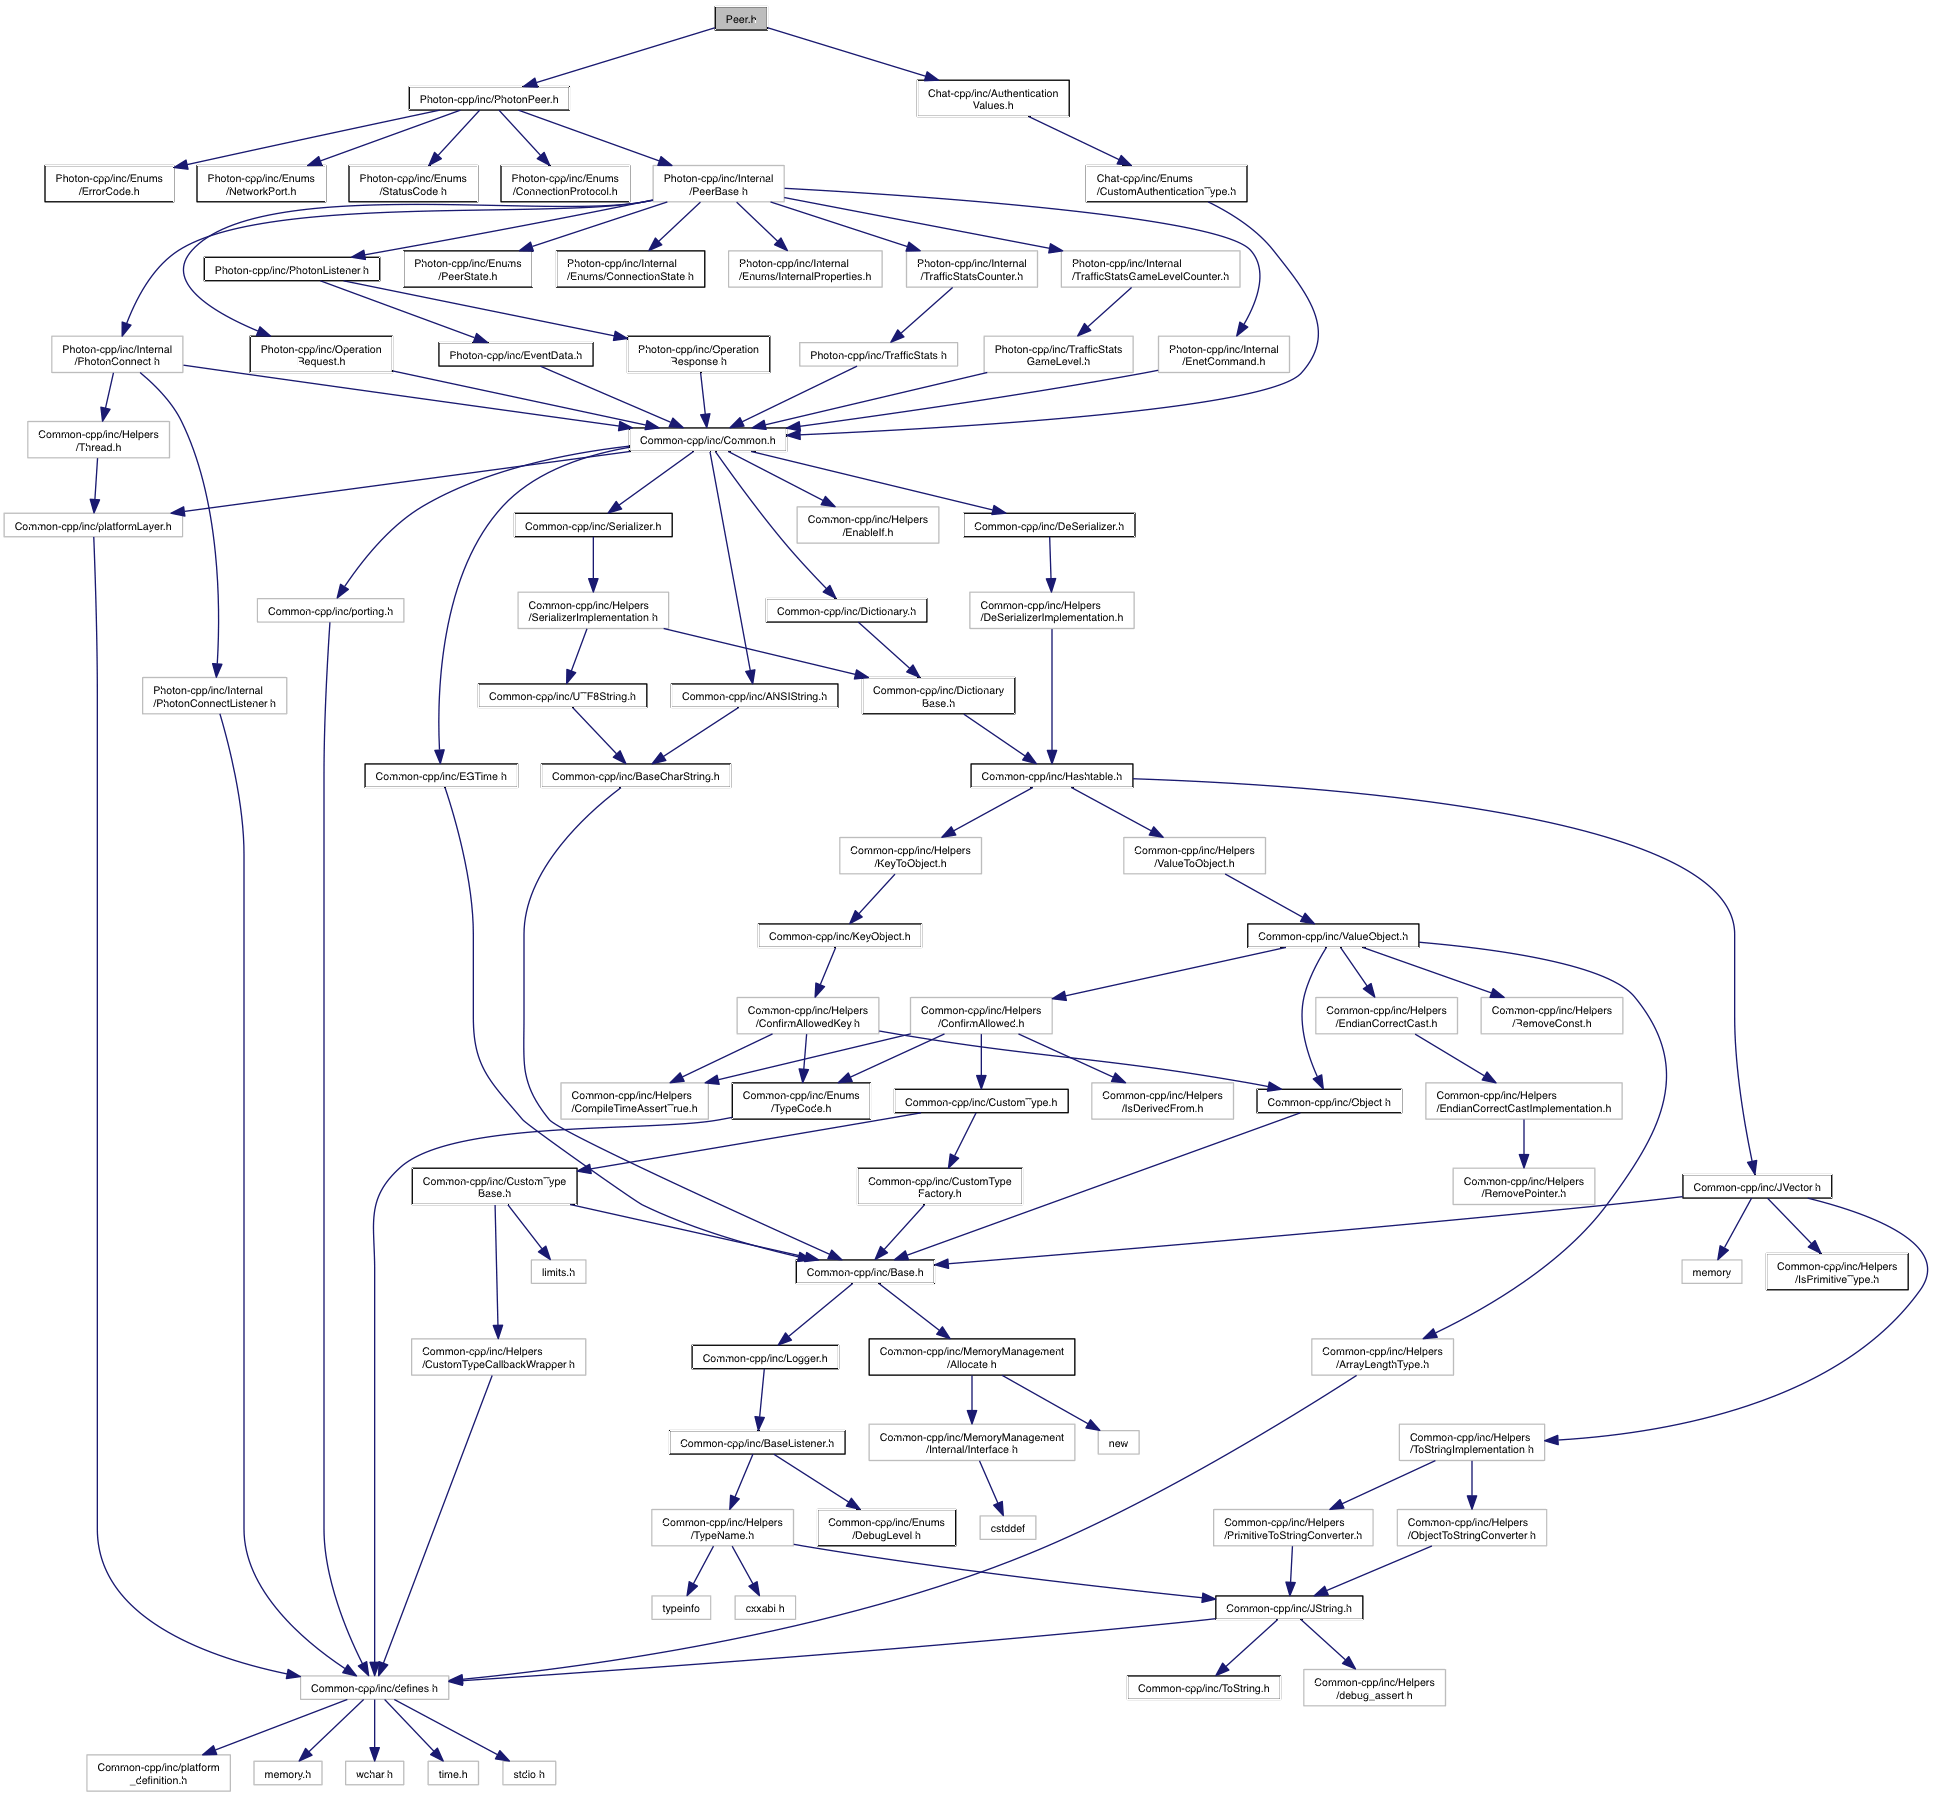 Peer.h
Photon-cpp/inc/PhotonPeer.h
Chat-cpp/inc/Authentication
Values.h
Photon-cpp/inc/Enums
/ErrorCode.h
Photon-cpp/inc/Enums
/NetworkPort.h
Photon-cpp/inc/Enums
/StatusCode.h
Photon-cpp/inc/Enums
/ConnectionProtocol.h
Photon-cpp/inc/Internal
/PeerBase.h
Chat-cpp/inc/Enums
/CustomAuthenticationType.h
Photon-cpp/inc/PhotonListener.h
Photon-cpp/inc/Enums
/PeerState.h
Photon-cpp/inc/Internal
/Enums/ConnectionState.h
Photon-cpp/inc/Internal
/Enums/InternalProperties.h
Photon-cpp/inc/Internal
/TrafficStatsCounter.h
Photon-cpp/inc/Internal
/TrafficStatsGameLevelCounter.h
Photon-cpp/inc/Internal
/PhotonConnect.h
Photon-cpp/inc/Operation
Request.h
Photon-cpp/inc/EventData.h
Photon-cpp/inc/Operation
Response.h
Photon-cpp/inc/TrafficStats.h
Photon-cpp/inc/TrafficStats
GameLevel.h
Photon-cpp/inc/Internal
/EnetCommand.h
Common-cpp/inc/Helpers
/Thread.h
Common-cpp/inc/Common.h
Common-cpp/inc/platformLayer.h
Common-cpp/inc/Serializer.h
Common-cpp/inc/Helpers
/EnableIf.h
Common-cpp/inc/DeSerializer.h
Common-cpp/inc/porting.h
Common-cpp/inc/Helpers
/SerializerImplementation.h
Common-cpp/inc/Dictionary.h
Common-cpp/inc/Helpers
/DeSerializerImplementation.h
Photon-cpp/inc/Internal
/PhotonConnectListener.h
Common-cpp/inc/UTF8String.h
Common-cpp/inc/ANSIString.h
Common-cpp/inc/Dictionary
Base.h
Common-cpp/inc/EGTime.h
Common-cpp/inc/BaseCharString.h
Common-cpp/inc/Hashtable.h
Common-cpp/inc/Helpers
/KeyToObject.h
Common-cpp/inc/Helpers
/ValueToObject.h
Common-cpp/inc/KeyObject.h
Common-cpp/inc/ValueObject.h
Common-cpp/inc/Helpers
/ConfirmAllowedKey.h
Common-cpp/inc/Helpers
/ConfirmAllowed.h
Common-cpp/inc/Helpers
/EndianCorrectCast.h
Common-cpp/inc/Helpers
/RemoveConst.h
Common-cpp/inc/Helpers
/CompileTimeAssertTrue.h
Common-cpp/inc/Enums
/TypeCode.h
Common-cpp/inc/CustomType.h
Common-cpp/inc/Helpers
/IsDerivedFrom.h
Common-cpp/inc/Object.h
Common-cpp/inc/Helpers
/EndianCorrectCastImplementation.h
Common-cpp/inc/CustomType
Base.h
Common-cpp/inc/CustomType
Factory.h
Common-cpp/inc/Helpers
/RemovePointer.h
Common-cpp/inc/JVector.h
limits.h
Common-cpp/inc/Base.h
memory
Common-cpp/inc/Helpers
/IsPrimitiveType.h
Common-cpp/inc/Helpers
/CustomTypeCallbackWrapper.h
Common-cpp/inc/Logger.h
Common-cpp/inc/MemoryManagement
/Allocate.h
Common-cpp/inc/Helpers
/ArrayLengthType.h
Common-cpp/inc/BaseListener.h
Common-cpp/inc/MemoryManagement
/Internal/Interface.h
new
Common-cpp/inc/Helpers
/ToStringImplementation.h
Common-cpp/inc/Helpers
/TypeName.h
Common-cpp/inc/Enums
/DebugLevel.h
cstddef
Common-cpp/inc/Helpers
/PrimitiveToStringConverter.h
Common-cpp/inc/Helpers
/ObjectToStringConverter.h
typeinfo
cxxabi.h
Common-cpp/inc/JString.h
Common-cpp/inc/defines.h
Common-cpp/inc/ToString.h
Common-cpp/inc/Helpers
/debug_assert.h
Common-cpp/inc/platform
_definition.h
memory.h
wchar.h
time.h
stdio.h